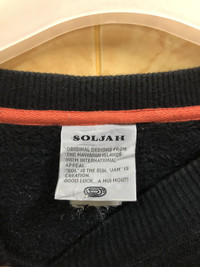 SOLJAH
ORIGINAL DESIGNS FROM
THE HAWAIIAN ISLANDS
WITH INTERNATIONAL
APPEAL.
"SOL" IS THE SUN, "JAH" IS
CREATION.
GOOD LUCK... A HUI HOU!!!